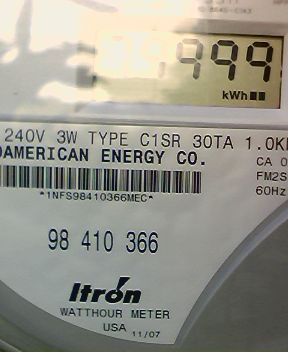 999
kWh
240V 3W TYPE C1SR 30TA 1.0K
AMERICAN ENERGY CO.
CA 0
*1NFS98410366MEC*
FM2S
60Hz
98 410 366
Itrón
WATTHOUR METER
USA 11/07